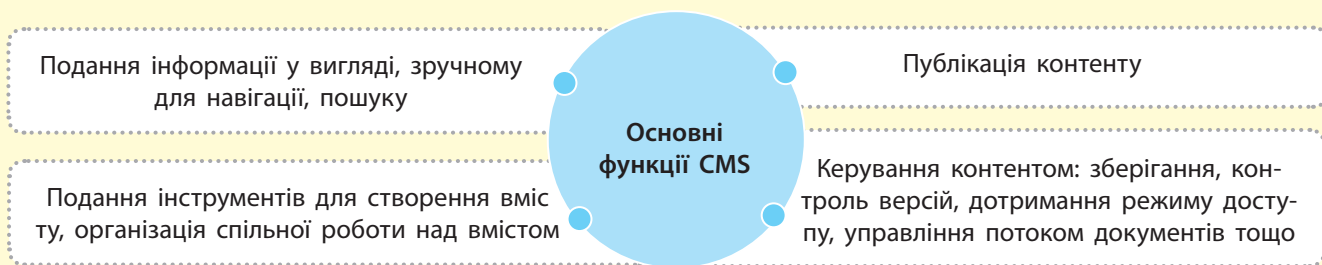 Подання інформації у вигляді, зручному
для навігації, пошуку
Публікація контенту
Основні
функції CMS
Подання інструментів для створення вміс
ту, організація спільної роботи над вмістом
Керування контентом: зберігання, кон-
троль версій, дотримання режиму досту-
пу, управління потоком документів тощо